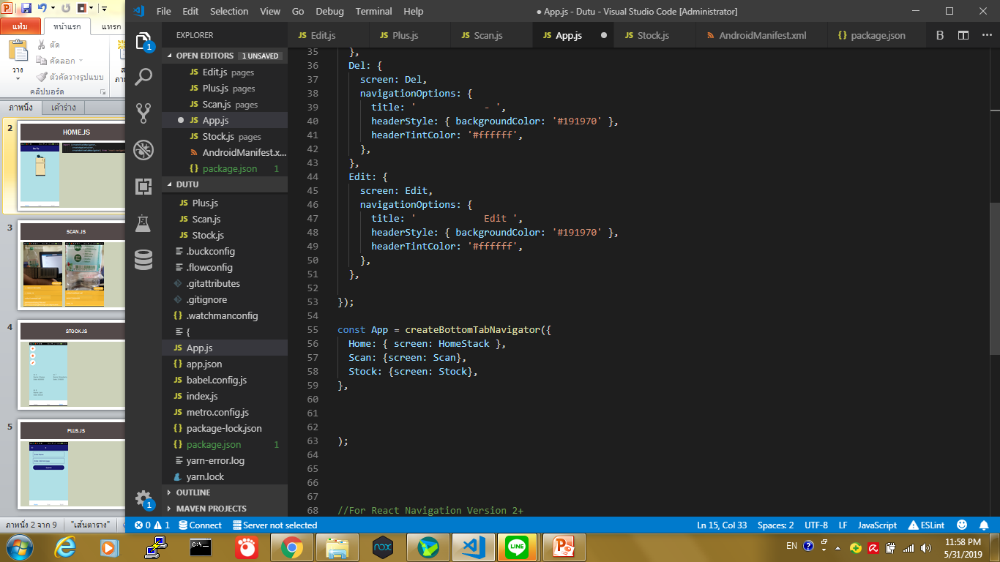 File Edit Selection View Go Debug Terminal Help
● App.js - Dutu - Visual Studio Code [Administrator]
แฟ้ม หน้าแรก แทรก
วาง
ตัด
คัดลอก
ตัวคัดวางรูปแบบ
คลิปบอร์ด
ภาพนิ่ง เค้าร่าง
2
HOME.JS
3
SCAN.JS
4
STOCK.JS
5
PLUS.JS
ภาพนิ่ง 2 จาก 9 "เส้นตาราง"
EXPLORER
OPEN EDITORS 1 UNSAVED
JS Edit.js pages
JS Plus.js pages
JS Scan.js pages
JS App.js
JS Stock.js pages
AndroidManifest.x...
{} package.json 1
DUTU
JS Plus.js
JS Scan.js
JS Stock.js
.buckconfig
.flowconfig
.gitattributes
.gitignore
{} .watchmanconfig
{
JS App.js
{} app.json
JS babel.config.js
JS index.js
JS metro.config.js
{} package-lock.json
{} package.json 1
yarn-error.log
yarn.lock
OUTLINE
MAVEN PROJECTS
1
1
JS Edit.js JS Plus.js JS Scan.js JS App.js JS Stock.js AndroidManifest.xml {} package.json
35 },
36 Del: {
37 screen: Del,
38 navigationOptions: {
39 title: '            - ',
40 headerStyle: { backgroundColor: '#191970' },
41 headerTintColor: '#ffffff',
42 },
43 },
44 Edit: {
45 screen: Edit,
46 navigationOptions: {
47 title: '            Edit ',
48 headerStyle: { backgroundColor: '#191970' },
49 headerTintColor: '#ffffff',
50 },
51 },
52
53 });
54
55 const App = createBottomTabNavigator({
56 Home: { screen: HomeStack },
57 Scan: {screen: Scan},
58 Stock: {screen: Stock},
59 },
60
61
62
63 );
64
65
66
67
68 //For React Navigation Version 2+
0 1 Connect Server not selected Ln 15, Col 33 Spaces: 2 UTF-8 LF JavaScript ESLint
C:\_ nox LINE EN 11:58 PM
5/31/2019